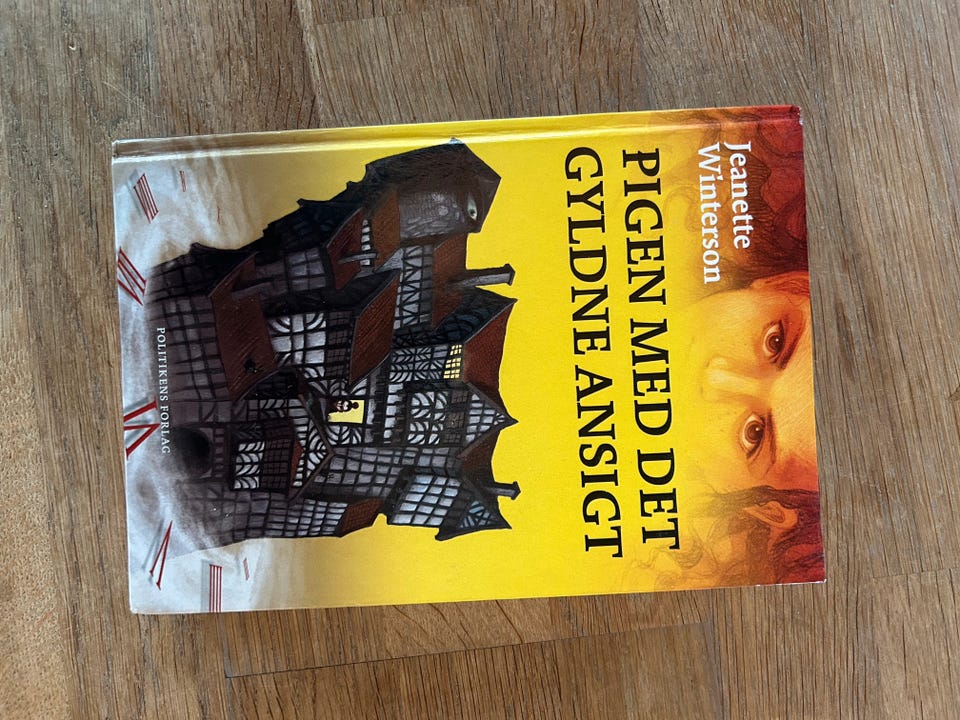 Jeanette
Winterson
PIGEN MED DET
GYLDNE ANSIGT
POLITIKENS FORLAG